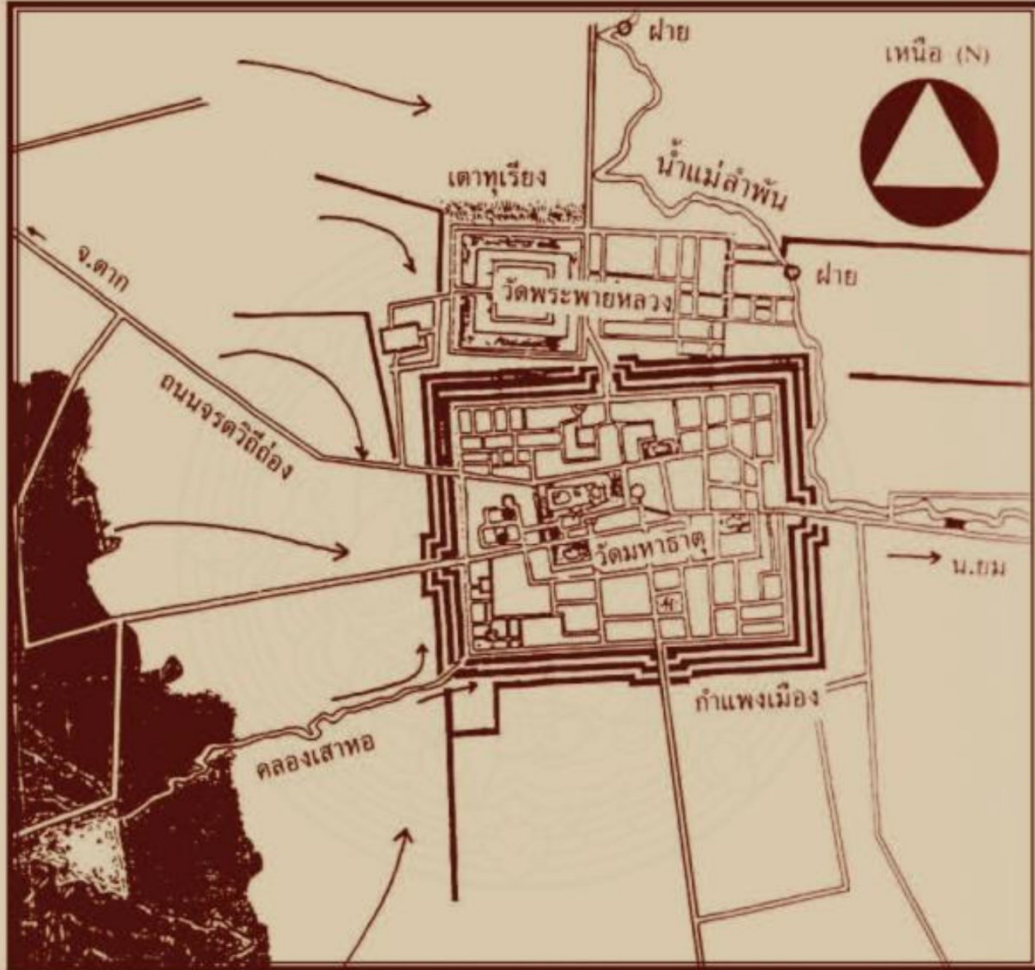 ฝาย
เหนือ (N)
น้ำแม่ลำพัน
เตาทุเรียง
จ.ตาก
ฝาย
วัดพระพายหลวง
ถนนจรดวิถีถ่อง
วัดมหาธาตุ
น.ยม
กำแพงเมือง
คลองเสาหอ